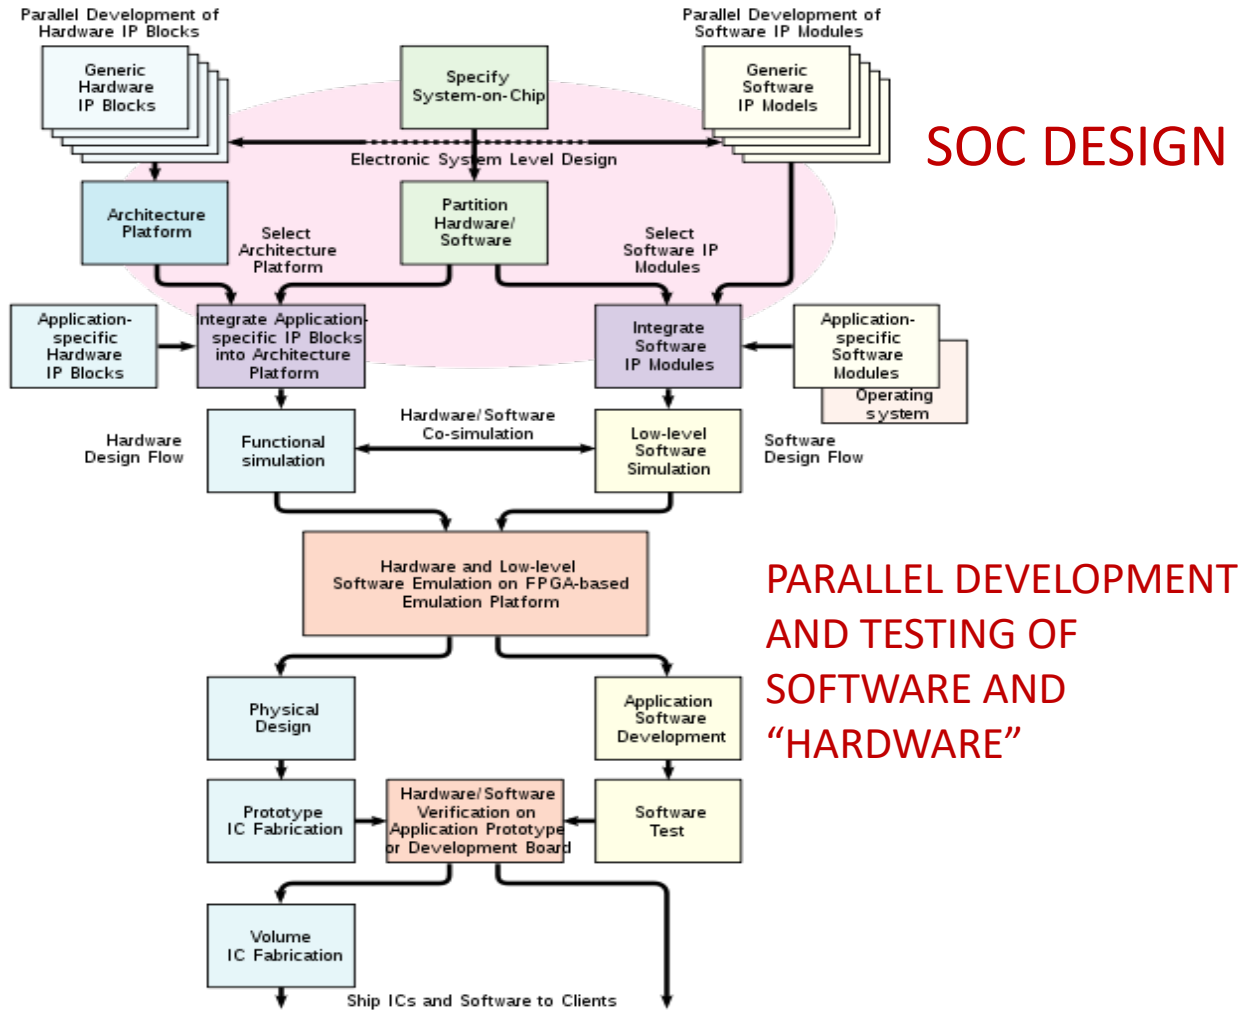 Parallel Development of
Hardware IP Blocks
Parallel Development of
Software IP Modules
Generic
Hardware
IP Blocks
Specify
System-on-Chip
Generic
Software
IP Models
SOC DESIGN
Electronic System Level Design
Architecture
Platform
Partition
Hardware/
Software
Select
Architecture
Platform
Select
Software IP
Modules
Application-
specific
Hardware
IP Blocks
Integrate Application-
specific IP Blocks
into Architecture
Platform
Integrate
Software
IP Modules
Application-
specific
Software
Modules
Operating
system
Hardware
Design Flow
Functional
simulation
Hardware/Software
Co-simulation
Low-level
Software
Simulation
Software
Design Flow
Hardware and Low-level
Software Emulation on FPGA-based
Emulation Platform
PARALLEL DEVELOPMENT
AND TESTING OF
SOFTWARE AND
“HARDWARE”
Physical
Design
Application
Software
Development
Prototype
IC Fabrication
Hardware/Software
Verification on
Application Prototype
or Development Board
Software
Test
Volume
IC Fabrication
Ship ICs and Software to Clients